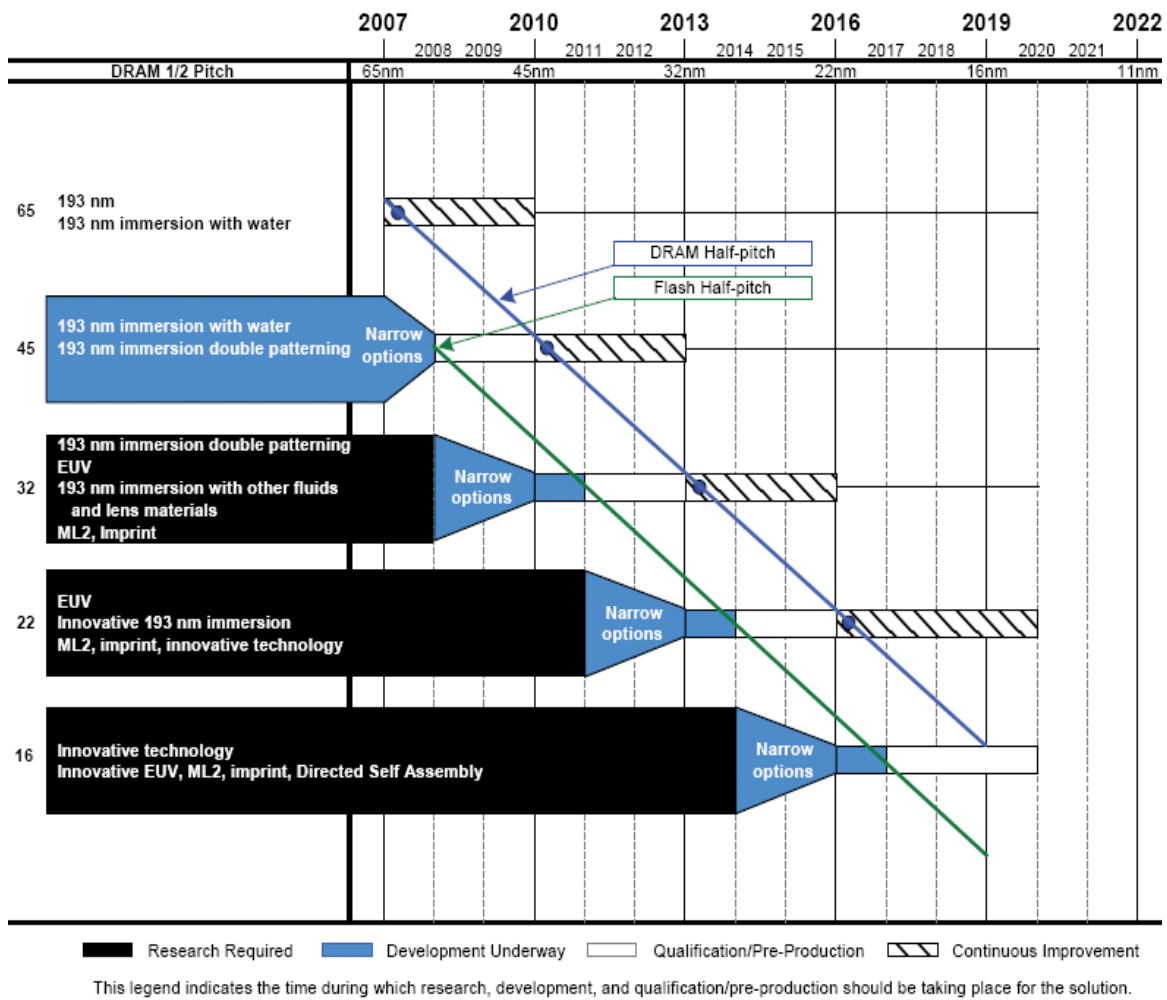 2007 2010 2013 2016 2019 2022
2008 2009 2011 2012 2014 2015 2017 2018 2020 2021
DRAM 1/2 Pitch 65nm 45nm 32nm 22nm 16nm 11nm
65
193 nm
193 nm immersion with water
DRAM Half-pitch
Flash Half-pitch
45
193 nm immersion with water
193 nm immersion double patterning
Narrow
options
32
193 nm immersion double patterning
EUV
193 nm immersion with other fluids
and lens materials
ML2, Imprint
Narrow
options
22
EUV
Innovative 193 nm immersion
ML2, imprint, innovative technology
Narrow
options
16
Innovative technology
Innovative EUV, ML2, imprint, Directed Self Assembly
Narrow
options
Research Required Development Underway Qualification/Pre-Production Continuous Improvement
This legend indicates the time during which research, development, and qualification/pre-production should be taking place for the solution.